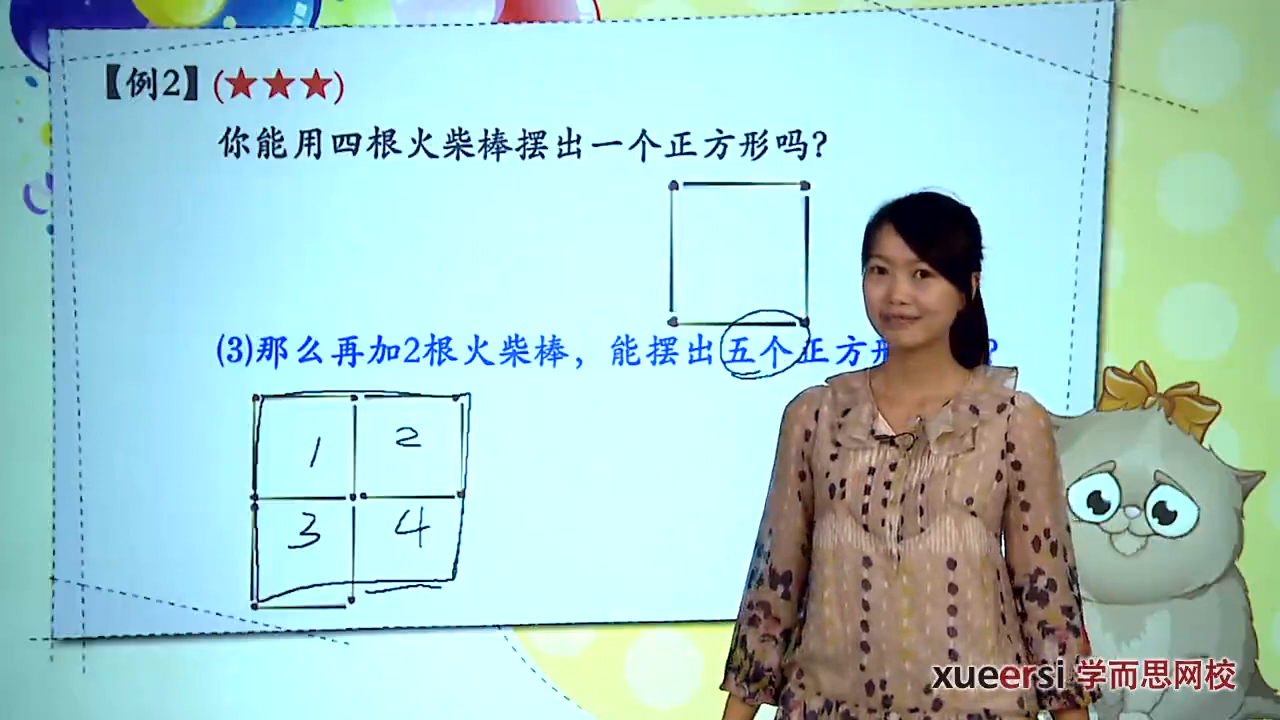 【例2】(★★★)
你能用四根火柴棒摆出一个正方形吗?
(3)那么再加2根火柴棒，能摆出五个正方形?
1 2
3 4
xueersi 学而思网校